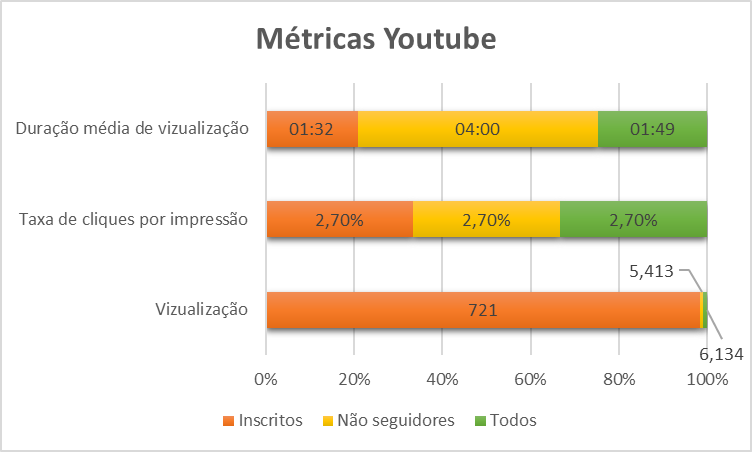 Métricas Youtube
Duração média de vizualização
01:32 04:00 01:49
Taxa de cliques por impressão
2,70% 2,70% 2,70%
5,413
Vizualização
721
6,134
0% 20% 40% 60% 80% 100%
Inscritos Não seguidores Todos